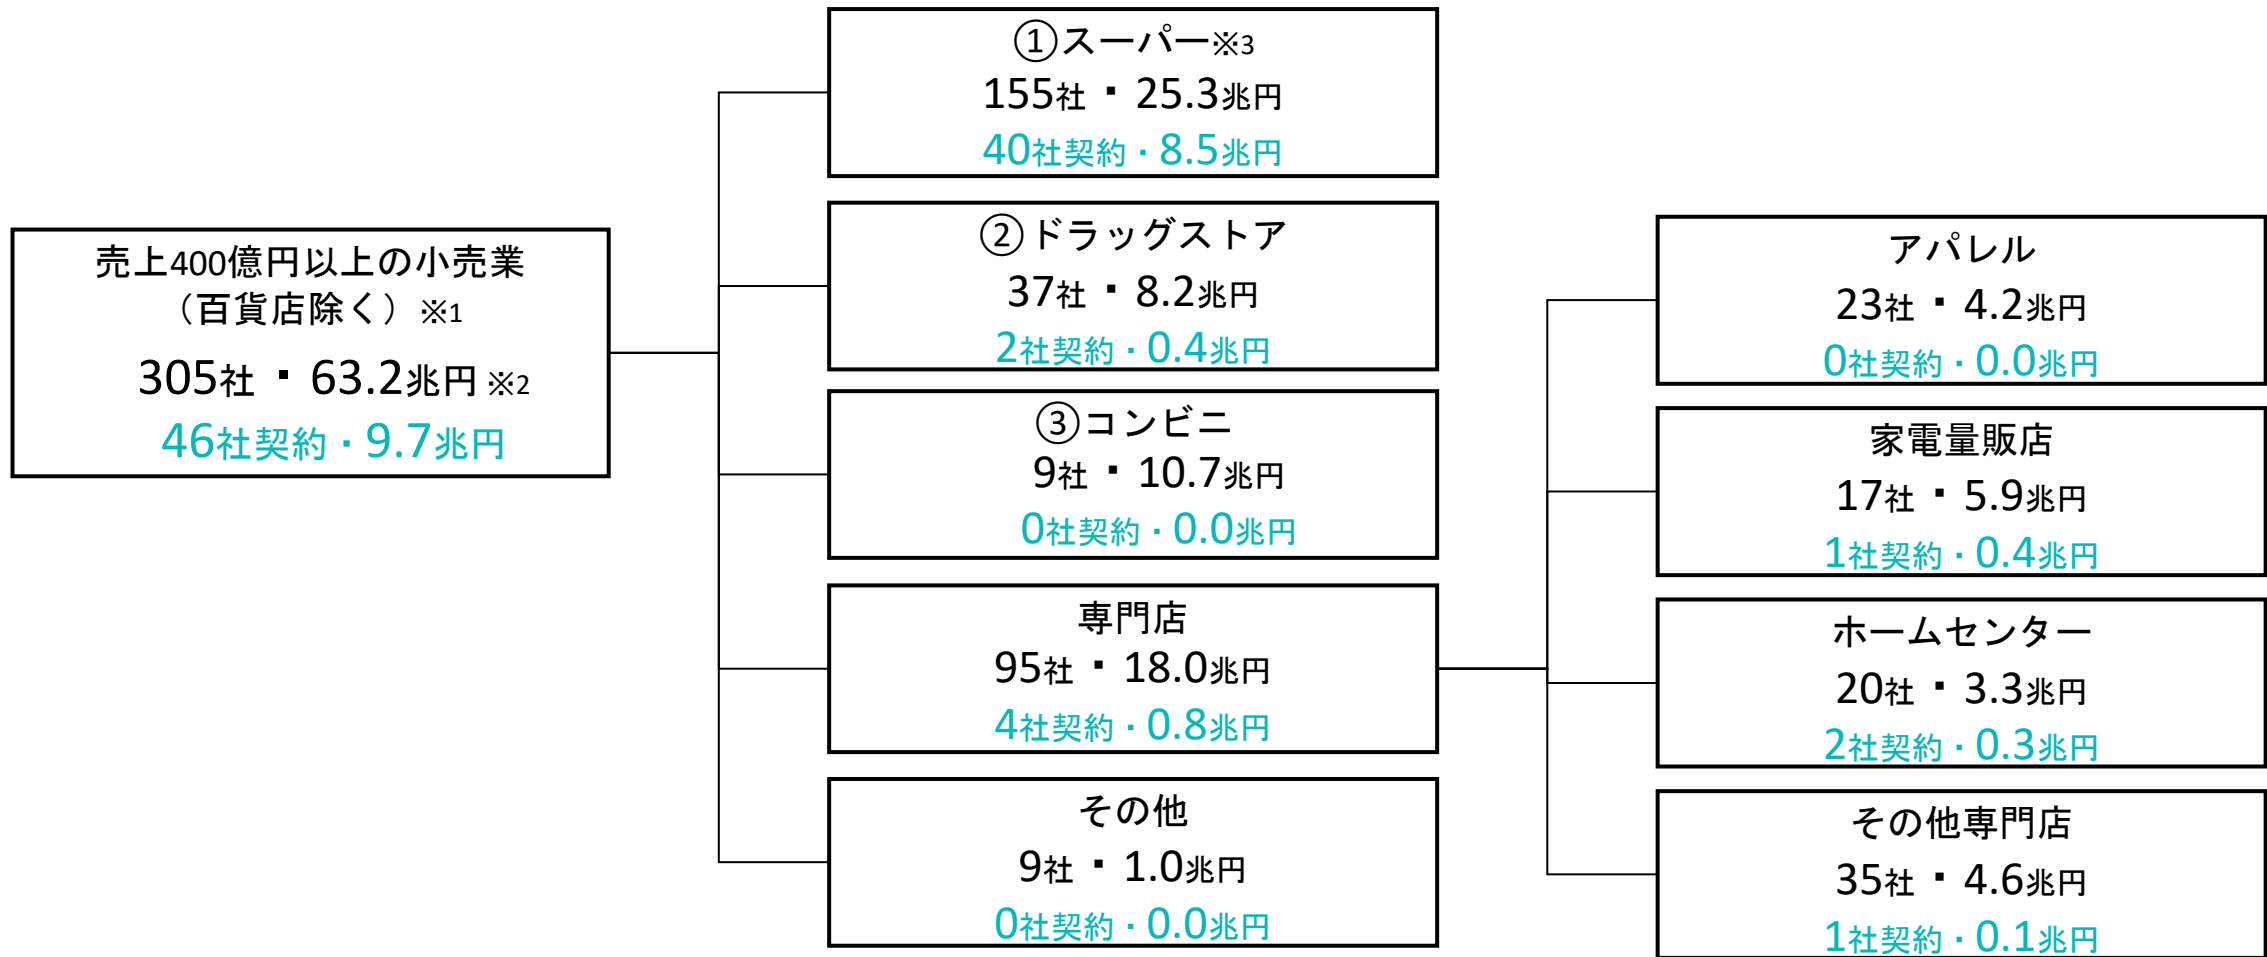 売上400億円以上の小売業
（百貨店除く）※1
305社 ・ 63.2兆円 ※2
46社契約・9.7兆円
①スーパー※3
155社 ・ 25.3兆円
40社契約・8.5兆円
②ドラッグストア
37社 ・ 8.2兆円
2社契約・0.4兆円
③コンビニ
9社 ・ 10.7兆円
0社契約・0.0兆円
専門店
95社 ・ 18.0兆円
4社契約・0.8兆円
その他
9社 ・ 1.0兆円
0社契約・0.0兆円
アパレル
23社 ・ 4.2兆円
0社契約・0.0兆円
家電量販店
17社 ・ 5.9兆円
1社契約・0.4兆円
ホームセンター
20社 ・ 3.3兆円
2社契約・0.3兆円
その他専門店
35社 ・ 4.6兆円
1社契約・0.1兆円